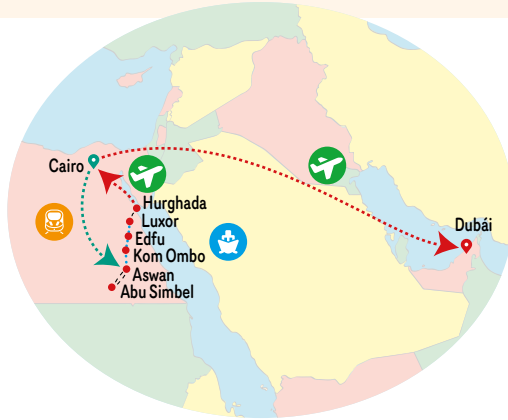 Cairo
Hurghada
Luxor
Edfu
Kom Ombo
Aswan
Abu Simbel
Dubái